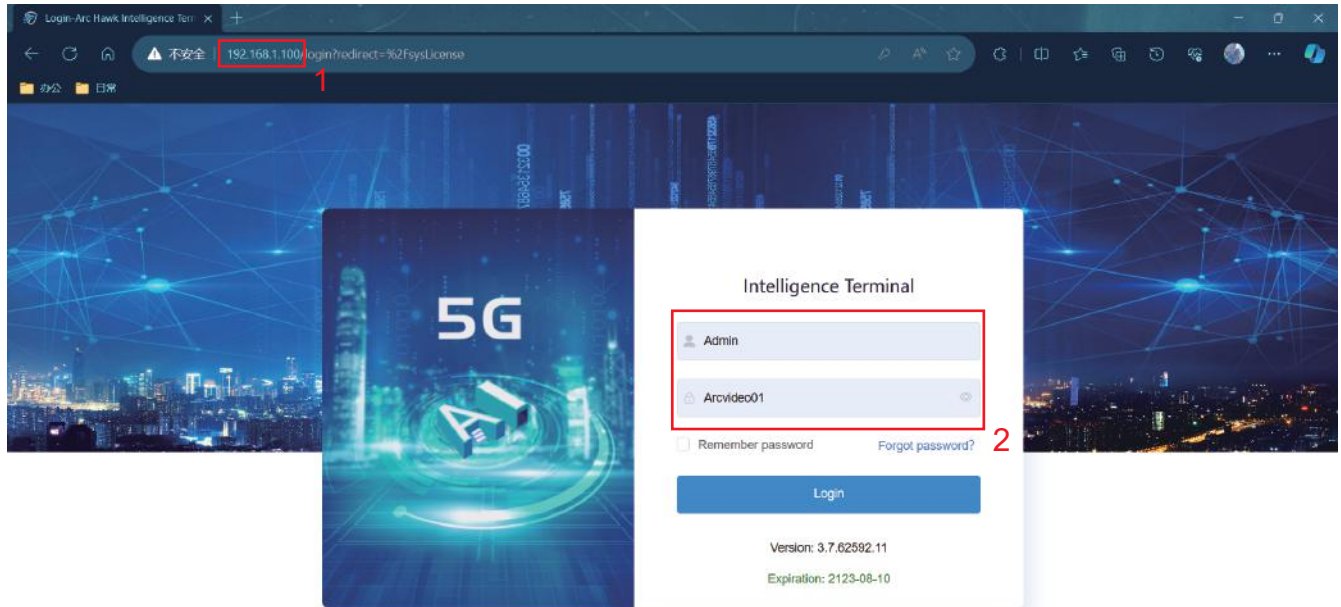 Login-Arc Hawk Intelligence Term
不安全 192.168.1.100/login?redirect=%2FsysLicense
1
办公 日常
5G
AI
Intelligence Terminal
Admin
Arcvideo01
2
Remember password Forgot password?
Login
Version: 3.7.62592.11
Expiration: 2123-08-10